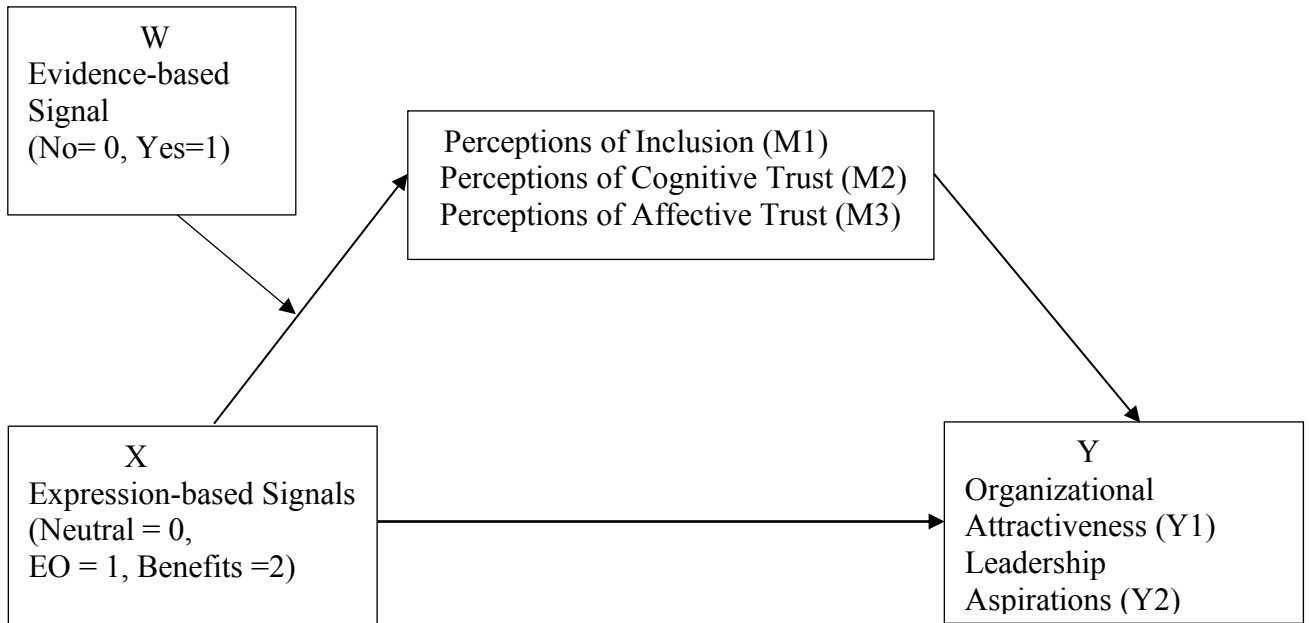 W
Evidence-based
Signal
(No= 0, Yes=1)
Perceptions of Inclusion (M1)
Perceptions of Cognitive Trust (M2)
Perceptions of Affective Trust (M3)
X
Expression-based Signals
(Neutral = 0,
EO = 1, Benefits =2)
Y
Organizational
Attractiveness (Y1)
Leadership
Aspirations (Y2)